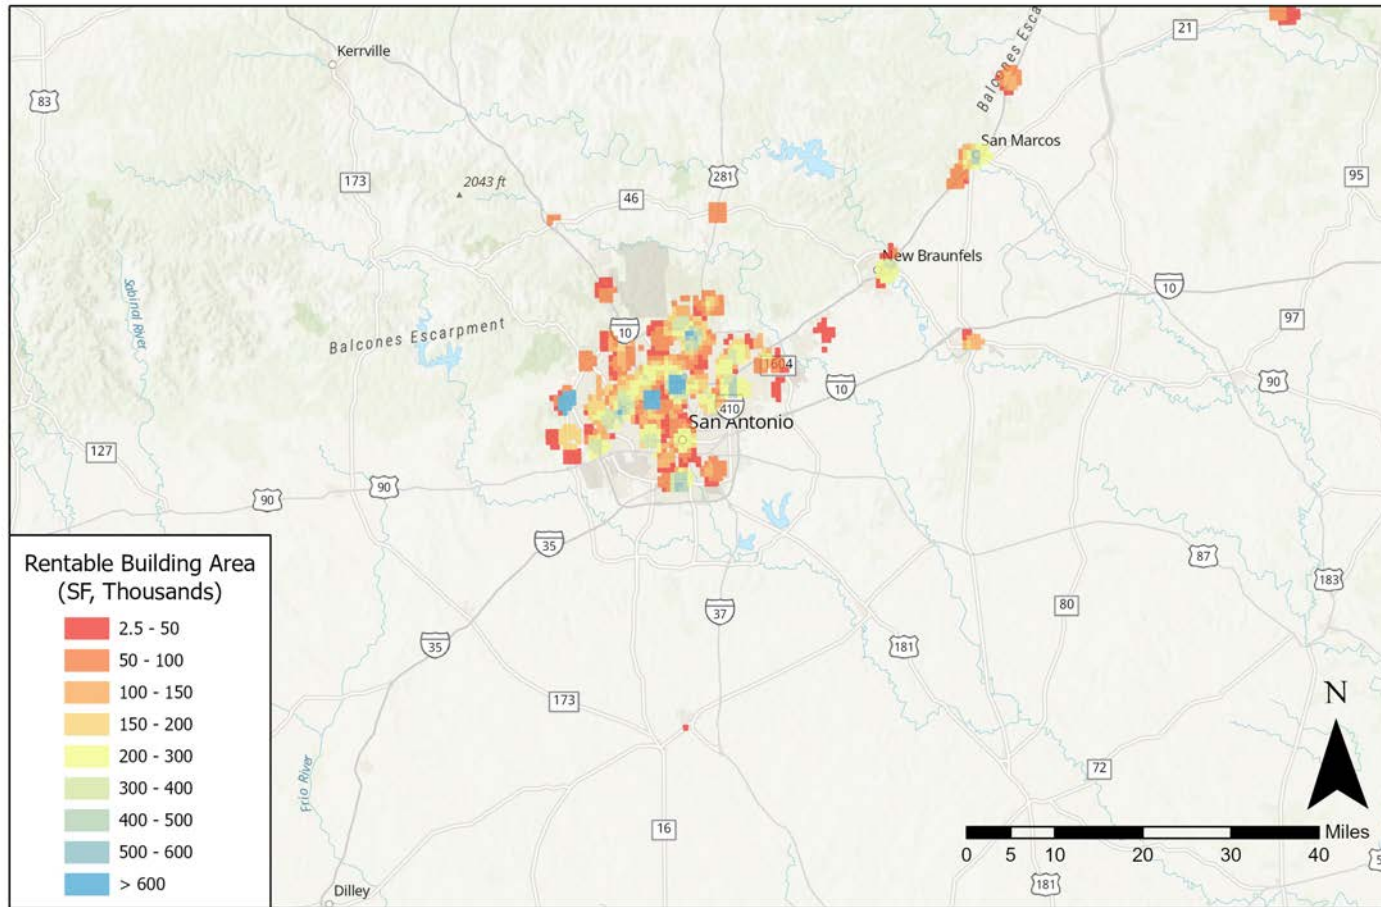 Kerrville
83
21
Balcones Esca
San Marcos
95
173
2043 ft
281
46
New Braunfels
10
97
Sabinal River
Balcones Escarpment
10
1604
10
90
410
San Antonio
127
90
90
35
87
183
37
80
181
35
173
Frio River
72
16
181
5
Dilley
Rentable Building Area
(SF, Thousands)
2.5 - 50
50 - 100
100 - 150
150 - 200
200 - 300
300 - 400
400 - 500
500 - 600
> 600
N
Miles
0 5 10 20 30 40